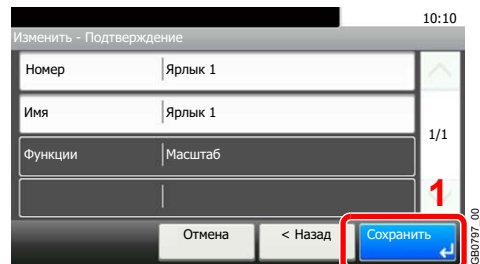 10:10
Изменить - Подтверждение
Номер Ярлык 1
Имя Ярлык 1
1/1
Функции Масштаб
1
Отмена < Назад Сохранить
GB0797_00